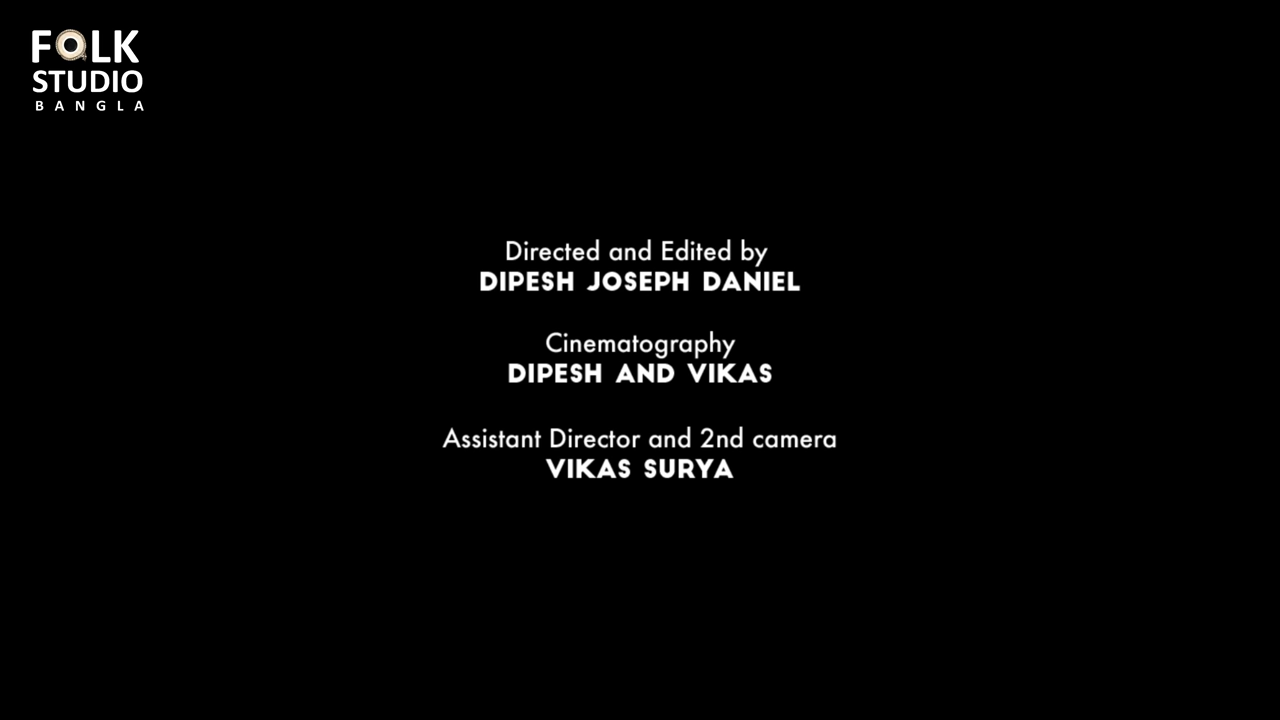 FOLK
STUDIO
BANGLA
Directed and Edited by
DIPESH JOSEPH DANIEL
Cinematography
DIPESH AND VIKAS
Assistant Director and 2nd camera
VIKAS SURYA